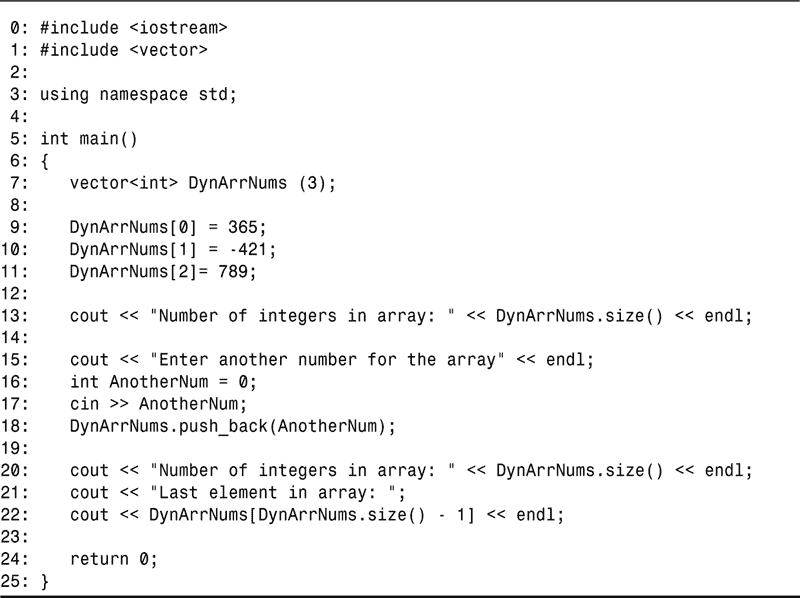 0: #include <iostream>
1: #include <vector>
2:
3: using namespace std;
4:
5: int main()
6: {
7:    vector<int> DynArrNums (3);
8:
9:    DynArrNums[0] = 365;
10:    DynArrNums[1] = -421;
11:    DynArrNums[2]= 789;
12:
13:    cout << "Number of integers in array: " << DynArrNums.size() << endl;
14:
15:    cout << "Enter another number for the array" << endl;
16:    int AnotherNum = 0;
17:    cin >> AnotherNum;
18:    DynArrNums.push_back(AnotherNum);
19:
20:    cout << "Number of integers in array: " << DynArrNums.size() << endl;
21:    cout << "Last element in array: ";
22:    cout << DynArrNums[DynArrNums.size() - 1] << endl;
23:
24:    return 0;
25: }